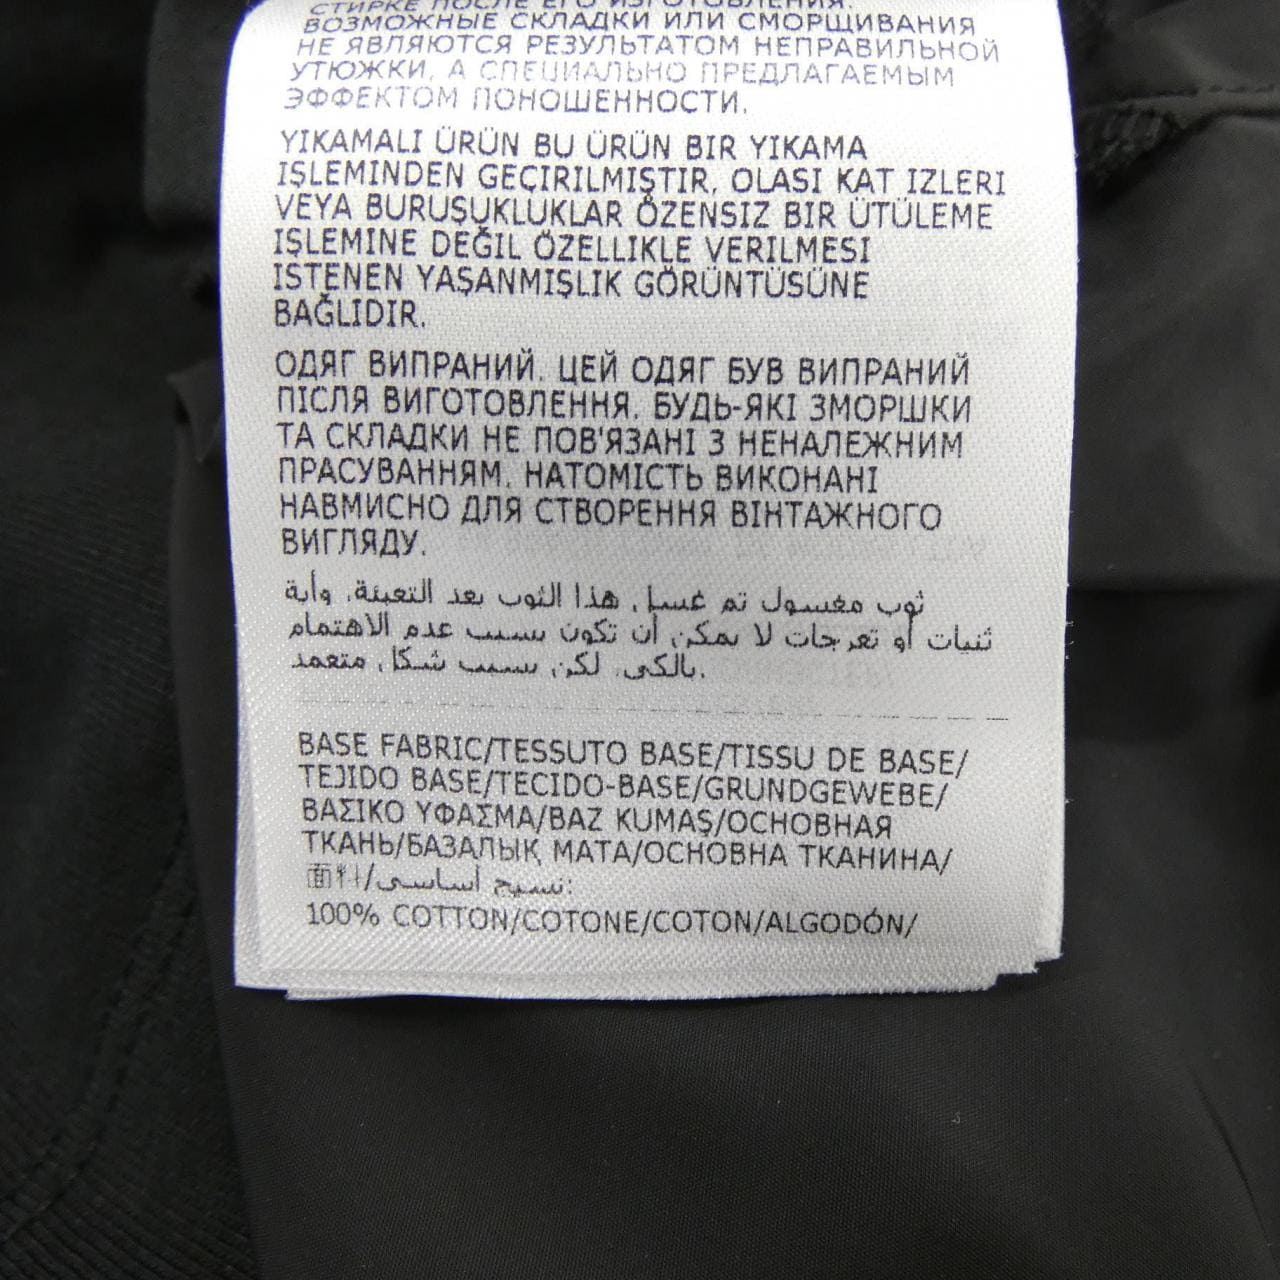 СТИРКЕ ПОСЛЕ ЕГО ИЗГОТОВЛЕНИЯ.
ВОЗМОЖНЫЕ СКЛАДКИ ИЛИ СМОРЩИВАНИЯ
НЕ ЯВЛЯЮТСЯ РЕЗУЛЬТАТОМ НЕПРАВИЛЬНОЙ
УТЮЖКИ, А СПЕЦИАЛЬНО ПРЕДЛАГАЕМЫМ
ЭФФЕКТОМ ПОНОШЕННОСТИ.
YIKAMALI ÜRÜN BU ÜRÜN BIR YIKAMA
IŞLEMINDEN GEÇIRILMIŞTIR, OLASI KAT IZLERI
VEYA BURUŞUKLUKLAR ÖZENSIZ BIR ÜTÜLEME
IŞLEMINE DEĞIL ÖZELLIKLE VERILMESI
ISTENEN YAŞANMIŞLIK GÖRÜNTÜSÜNE
BAĞLIDIR.
ОДЯГ ВИПРАНИЙ. ЦЕЙ ОДЯГ БУВ ВИПРАНИЙ
ПІСЛЯ ВИГОТОВЛЕННЯ. БУДЬ-ЯКІ ЗМОРШКИ
ТА СКЛАДКИ НЕ ПОВ'ЯЗАНІ З НЕНАЛЕЖНИМ
ПРАСУВАННЯМ, НАТОМІСТЬ ВИКОНАНІ
НАВМИСНО ДЛЯ СТВОРЕННЯ ВІНТАЖНОГО
ВИГЛЯДУ.
ثوب مغسول تم غسل هذا الثوب بعد التعبئة، وأية
ثنيات أو تعرجات لا يمكن أن تكون بسبب عدم الاهتمام
بالكي، لكن بسبب شكل متعمد.
BASE FABRIC/TESSUTO BASE/TISSU DE BASE/
TEJIDO BASE/TECIDO-BASE/GRUNDGEWEBE/
ΒΑΣΙΚΟ ΥΦΑΣΜΑ/BAZ KUMAŞ/ОСНОВНАЯ
ТКАНЬ/БАЗАЛЫҚ МАТА/ОСНОВНА ТКАНИНА/
نسيج أساسي/:
100% COTTON/COTONE/COTON/ALGODÓN/